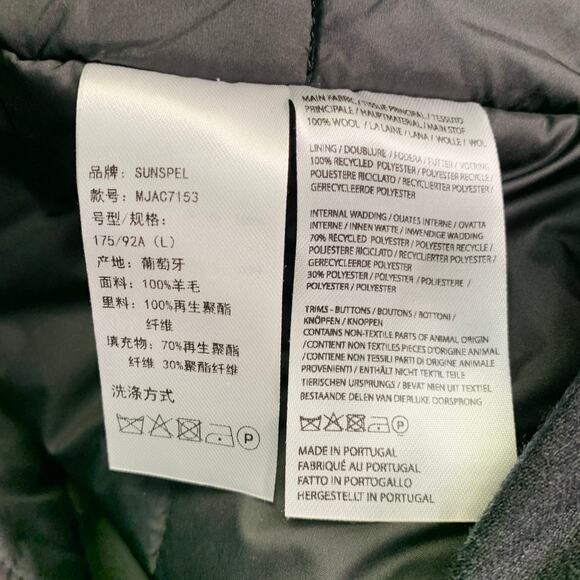 品牌: SUNSPEL
款号: MJAC7153
号型/规格:
175/92A (L)
产地: 葡萄牙
面料: 100%羊毛
里料: 100%再生聚酯
纤维
填充物: 70%再生聚酯
纤维 30%聚酯纤维
洗涤方式
P
MAIN FABRIC / TISSUE PRINCIPAL / TESSUTO
PRINCIPALE / HAUPTMATERIAL / MAIN STOF
100% WOOL / LA LAINE / LANA / WOLLE / WOL
LINING / DOUBLURE / FODERA / FUTTER / VOERING
100% RECYCLED POLYESTER / POLYESTER RECYCLE /
POLIESTERE RICICLATO / RECYCLIERTER POLYESTER /
GERECYCLEERDE POLYESTER
INTERNAL WADDING / OUATES INTERNE / OVATTA
INTERNE / INNEN WATTE / INWENDIGE WADDING
70% RECYCLED POLYESTER / POLYESTER RECYCLE /
POLIESTERE RICICLATO / RECYCLIERTER POLYESTER /
GERECYCLEERDE POLYESTER
30% POLYESTER / POLYESTER / POLIESTERE /
POLYESTER / POLYESTER
TRIMS - BUTTONS / BOUTONS / BOTTONI /
KNÖPFEN / KNOPPEN
CONTAINS NON-TEXTILE PARTS OF ANIMAL ORIGIN
/ CONTIENT NON TEXTILES PIECES D'ORIGINE ANIMALE
/ CONTIENE NON TESSILI PARTI DI ORIGINE ANIMALE
PROVENIENTI / ENTHÄLT NICHT TEXTIL TEILE
TIERISCHEN URSPRUNGS / BEVAT NIEN UIT TEXTIEL
BESTAANDE DELEN VAN DIERLIJKE OORSPRONG
P
MADE IN PORTUGAL
FABRIQUÉ AU PORTUGAL
FATTO IN PORTOGALLO
HERGESTELLT IN PORTUGAL